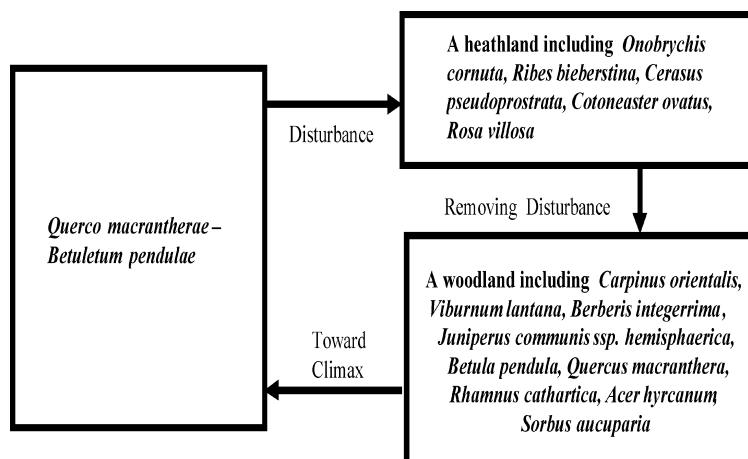 A heathland including Onobrychis
cornuta, Ribes bieberstina, Cerasus
pseudoprostrata, Cotoneaster ovatus,
Rosa villosa
Disturbance
Querco macrantherae –
Betuletum pendulae
Removing Disturbance
A woodland including Carpinus orientalis,
Viburnum lantana, Berberis integerrima,
Juniperus communis ssp. hemisphaerica,
Betula pendula, Quercus macranthera,
Rhamnus cathartica, Acer hyrcanum,
Sorbus aucuparia
Toward
Climax